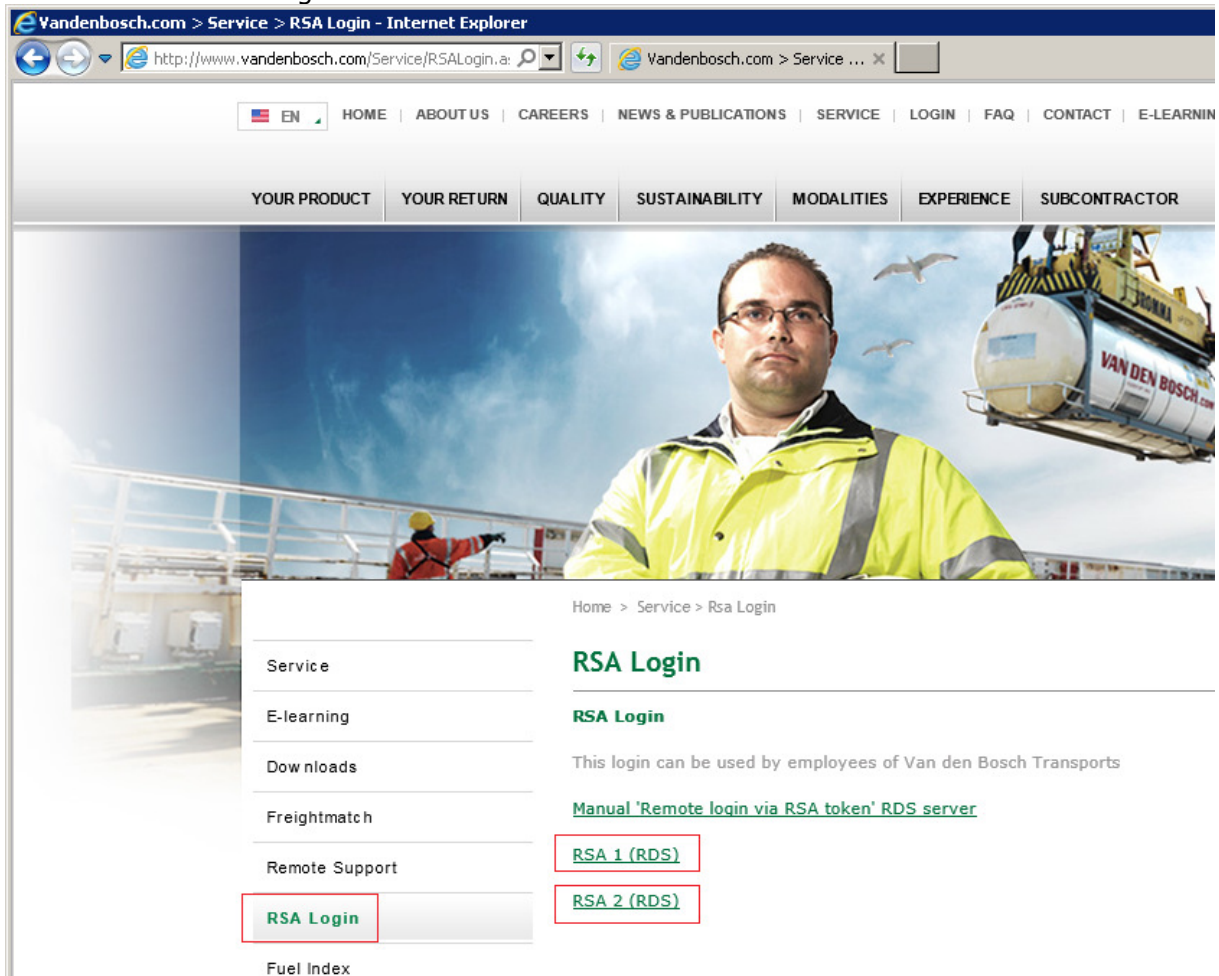 Vandenbosch.com > Service > RSA Login - Internet Explorer
http://www.vandenbosch.com/Service/RSALogin.a: Vandenbosch.com > Service ...
EN HOME | ABOUT US | CAREERS | NEWS & PUBLICATIONS | SERVICE | LOGIN | FAQ | CONTACT | E-LEARNIN
YOUR PRODUCT YOUR RETURN QUALITY SUSTAINABILITY MODALITIES EXPERIENCE SUBCONTRACTOR
BROMMA
VAN DEN BOSCH.com
Home > Service > Rsa Login
Service
E-learning
Downloads
Freightmatch
Remote Support
RSA Login
Fuel Index
RSA Login
RSA Login
This login can be used by employees of Van den Bosch Transports
Manual 'Remote login via RSA token' RDS server
RSA 1 (RDS)
RSA 2 (RDS)